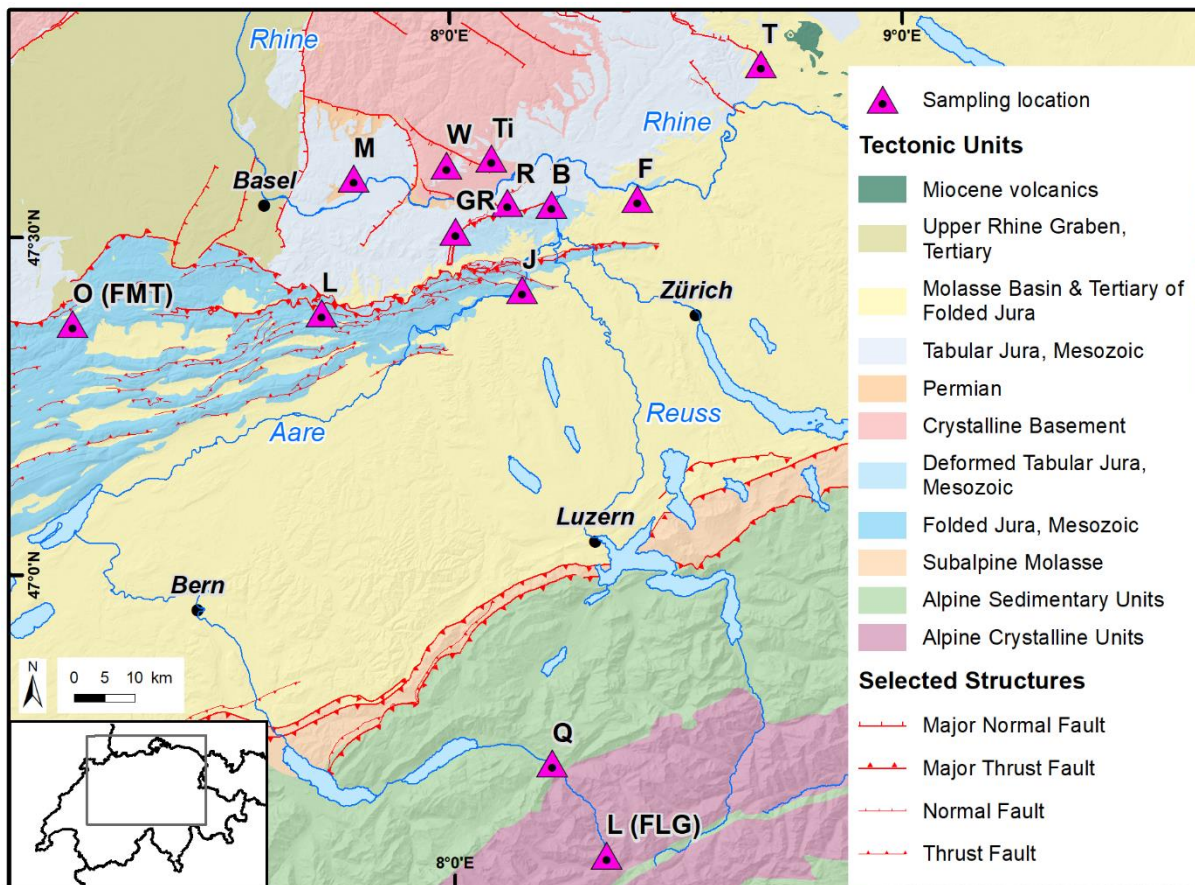 8°0'E
9°0'E
T
Rhine
Rhine
W
Ti
M
R
B
F
Basel
GR
47°30'N
J
L
Zürich
O (FMT)
Aare
Reuss
Luzern
47°0'N
Bern
N
0 5 10 km
Q
L (FLG)
8°0'E
Sampling location
Tectonic Units
Miocene volcanics
Upper Rhine Graben,
Tertiary
Molasse Basin & Tertiary of
Folded Jura
Tabular Jura, Mesozoic
Permian
Crystalline Basement
Deformed Tabular Jura,
Mesozoic
Folded Jura, Mesozoic
Subalpine Molasse
Alpine Sedimentary Units
Alpine Crystalline Units
Selected Structures
Major Normal Fault
Major Thrust Fault
Normal Fault
Thrust Fault